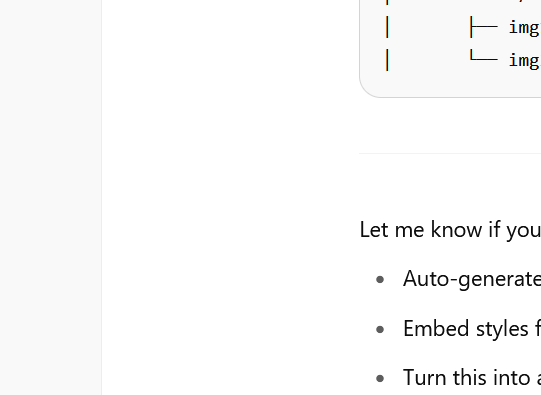 │ ├── img
│ └── img
Let me know if you
• Auto-generate
• Embed styles f
• Turn this into a